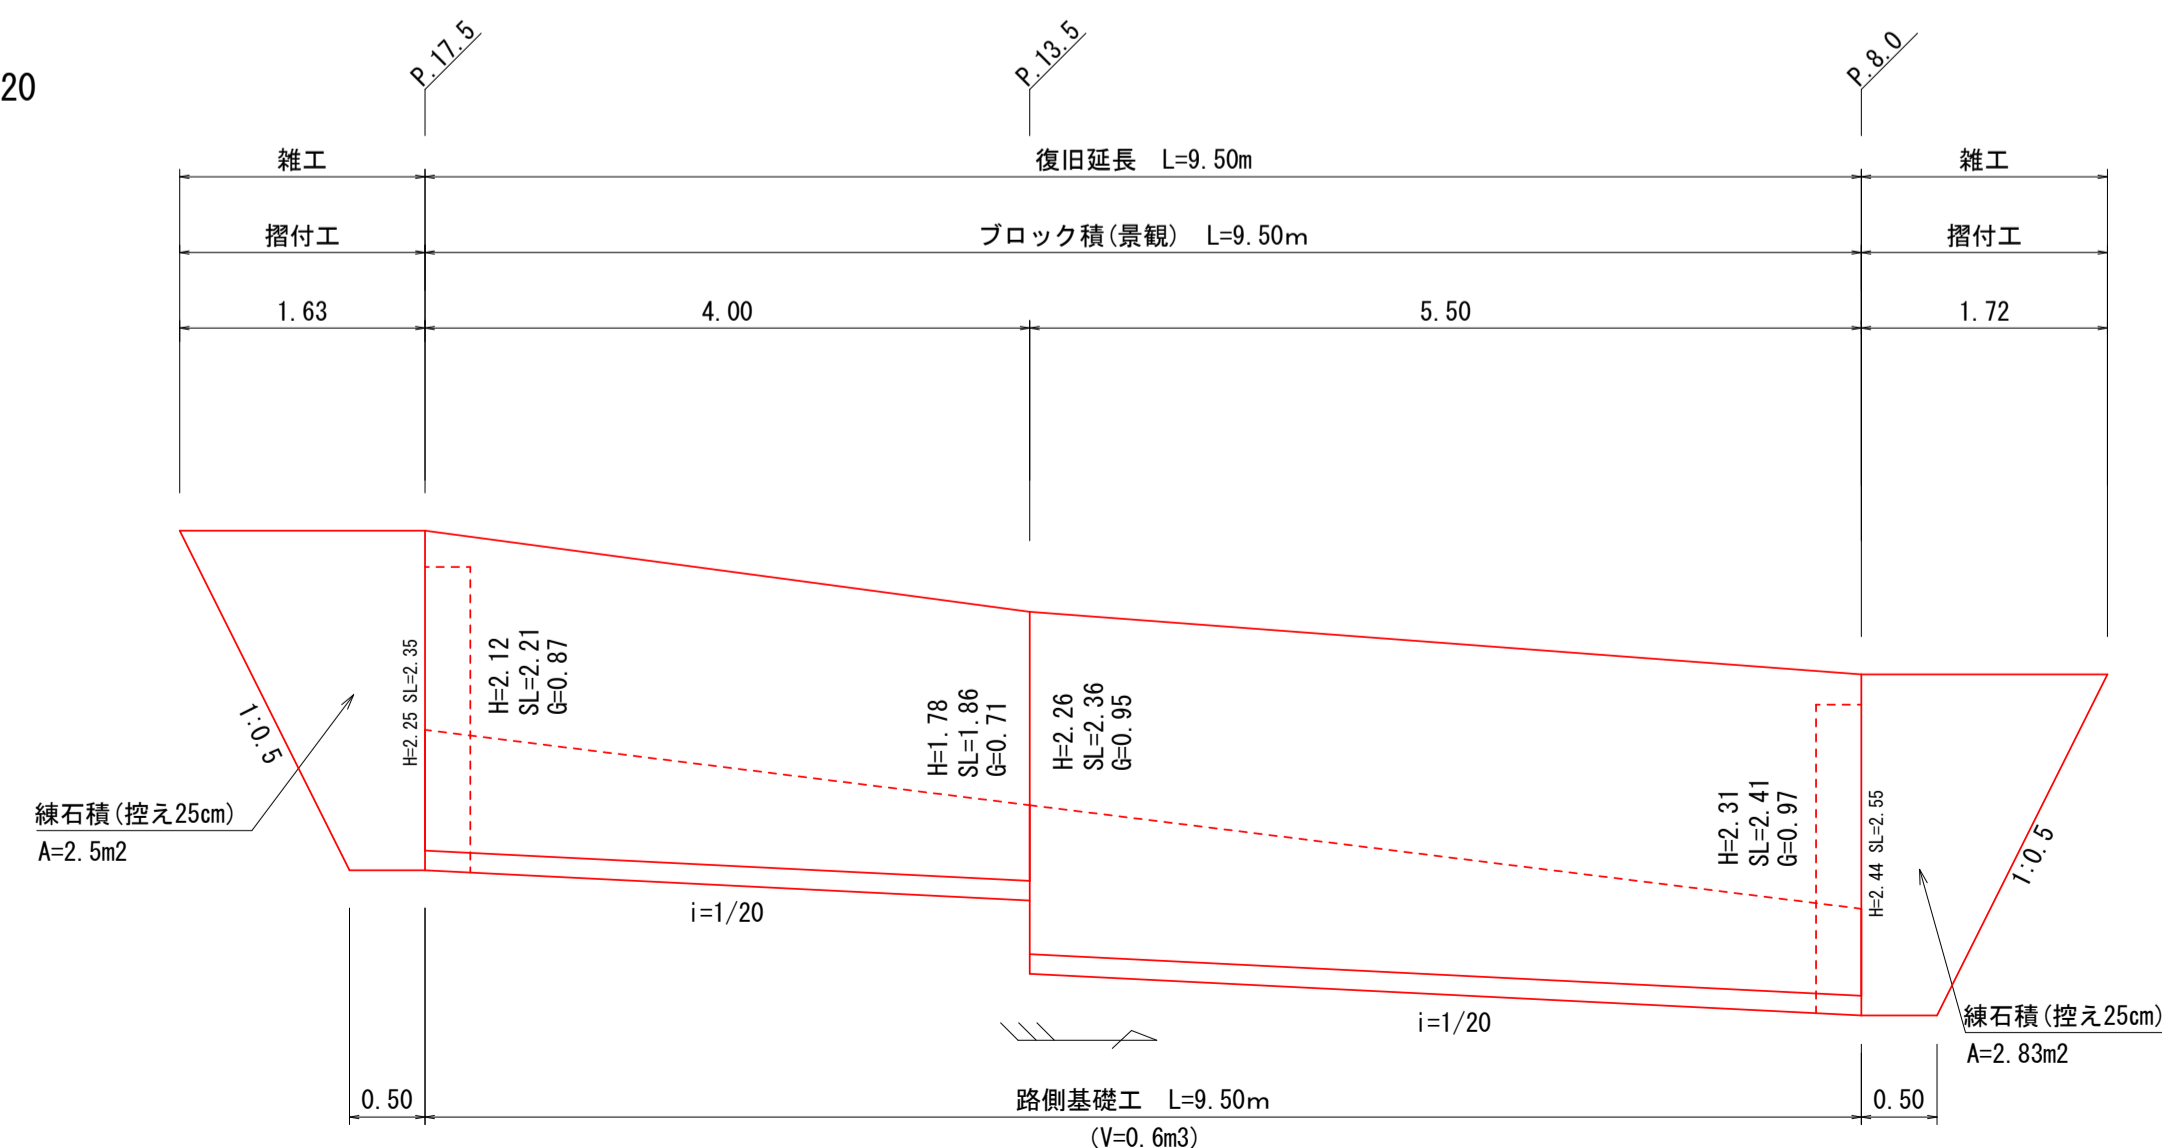 P.17.5
P.13.5
P.8.0
20
雑工
復旧延長 L=9.50m
雑工
摺付工
ブロック積(景観) L=9.50m
摺付工
1.63
4.00
5.50
1.72
H=2.25 SL=2.35
H=2.12
SL=2.21
G=0.87
H=1.78
SL=1.86
G=0.71
H=2.26
SL=2.36
G=0.95
H=2.31
SL=2.41
G=0.97
H=2.44 SL=2.55
1:0.5
1:0.5
練石積(控え25cm)
A=2.5m2
i=1/20
i=1/20
練石積(控え25cm)
A=2.83m2
0.50
路側基礎工 L=9.50m
(V=0.6m3)
0.50